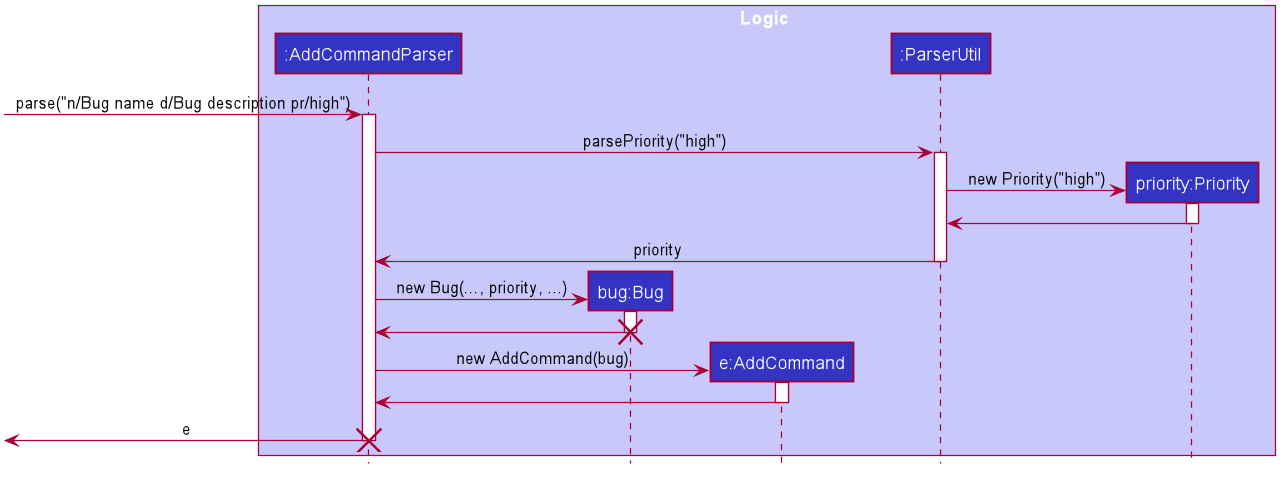 Logic
:AddCommandParser
:ParserUtil
parse("n/Bug name d/Bug description pr/high")
parsePriority("high")
new Priority("high")
priority:Priority
priority
new Bug(..., priority, ...)
bug:Bug
new AddCommand(bug)
e:AddCommand
e